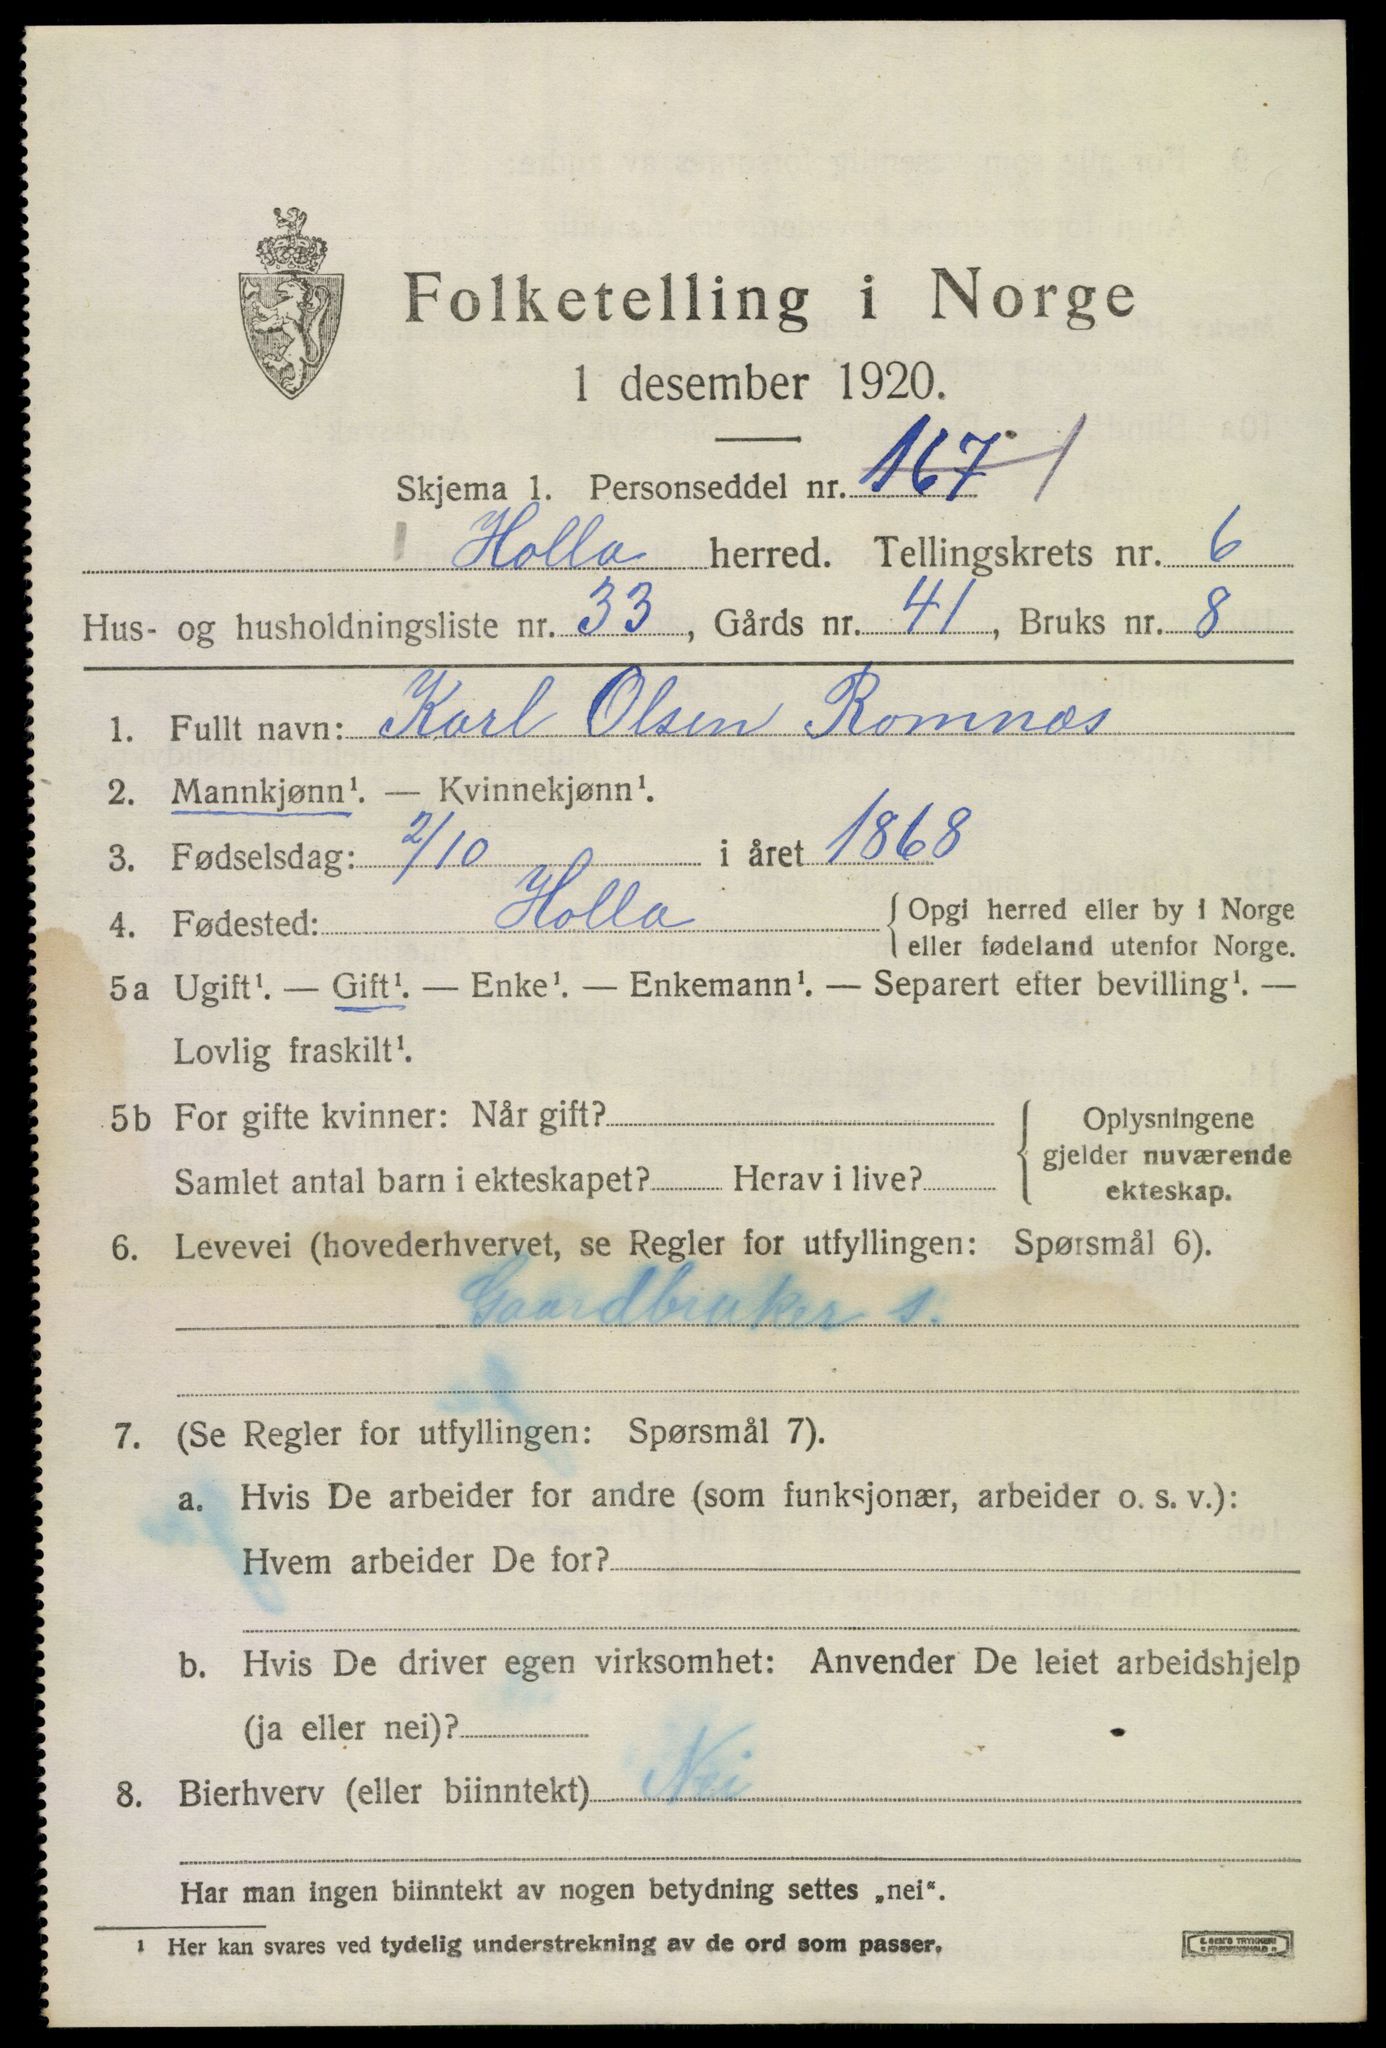 Folketelling i Norge
1 desember 1920.
Skjema 1. Personseddel nr. 167 1
Holla herred. Tellingskrets nr. 6
Hus- og husholdningsliste nr. 33, Gårds nr. 41, Bruks nr. 8
1. Fullt navn: Karl Olsen Romnæs
2. Mannkjønn¹. — Kvinnekjønn¹.
3. Fødselsdag: 2/10 i året 1868
4. Fødested: Holla { Opgi herred eller by i Norge
eller fødeland utenfor Norge.
5a Ugift¹. — Gift¹. — Enke¹. — Enkemann¹. — Separert efter bevilling¹. —
Lovlig fraskilt¹.
5b For gifte kvinner: Når gift? { Oplysningene
gjelder nuværende
Samlet antal barn i ekteskapet? Herav i live? ekteskap.
6. Levevei (hovederhvervet, se Regler for utfyllingen: Spørsmål 6).
Gaardbruker s.
7. (Se Regler for utfyllingen: Spørsmål 7).
a. Hvis De arbeider for andre (som funksjonær, arbeider o. s. v.):
Hvem arbeider De for?
b. Hvis De driver egen virksomhet: Anvender De leiet arbeidshjelp
(ja eller nei)?
8. Bierhverv (eller biinntekt) Nei
Har man ingen biinntekt av nogen betydning settes „nei“.
¹ Her kan svares ved tydelig understrekning av de ord som passer.